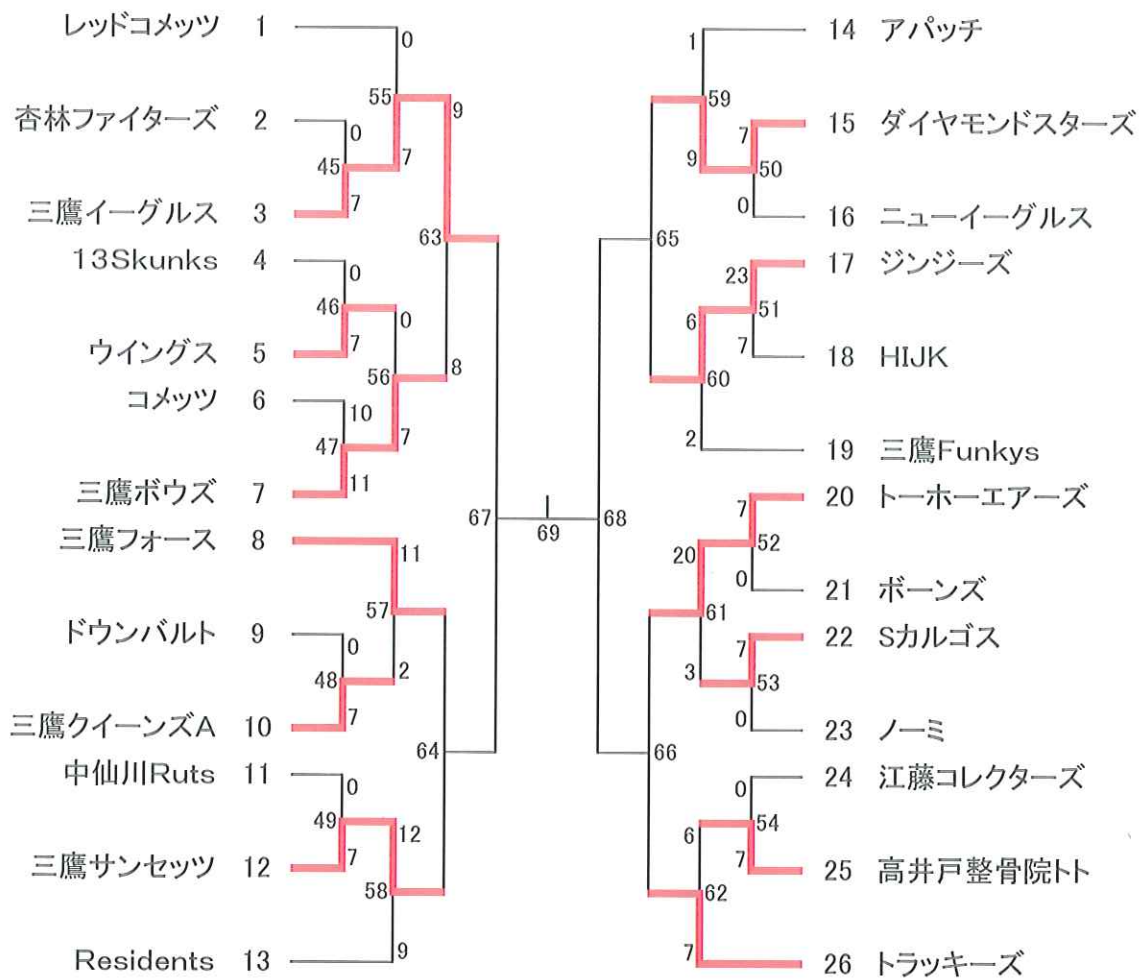 レッドコメッツ 1
0
55
9
杏林ファイターズ 2
0
45
7
7
三鷹イーグルス 3
63
13Skunks 4
0
46
0
7
ウイングス 5
56
8
コメッツ 6
10
47
7
11
三鷹ボウズ 7
67
三鷹フォース 8
11
57
ドウンバルト 9
0
48
2
7
三鷹クイーンズA 10
64
中仙川Ruts 11
0
49
12
7
三鷹サンセッツ 12
58
9
Residents 13
69
1
14 アパッチ
59
7
15 ダイヤモンドスターズ
9
50
0
16 ニューイーグルス
65
23
17 ジンジーズ
6
51
7
18 HIJK
60
2
19 三鷹Funkys
68
7
20 トーホーエアーズ
20
52
0
21 ボーンズ
61
7
22 Sカルゴス
3
53
0
23 ノーミ
66
0
24 江藤コレクターズ
6
54
7
25 高井戸整骨院トト
62
7
26 トラッキーズ